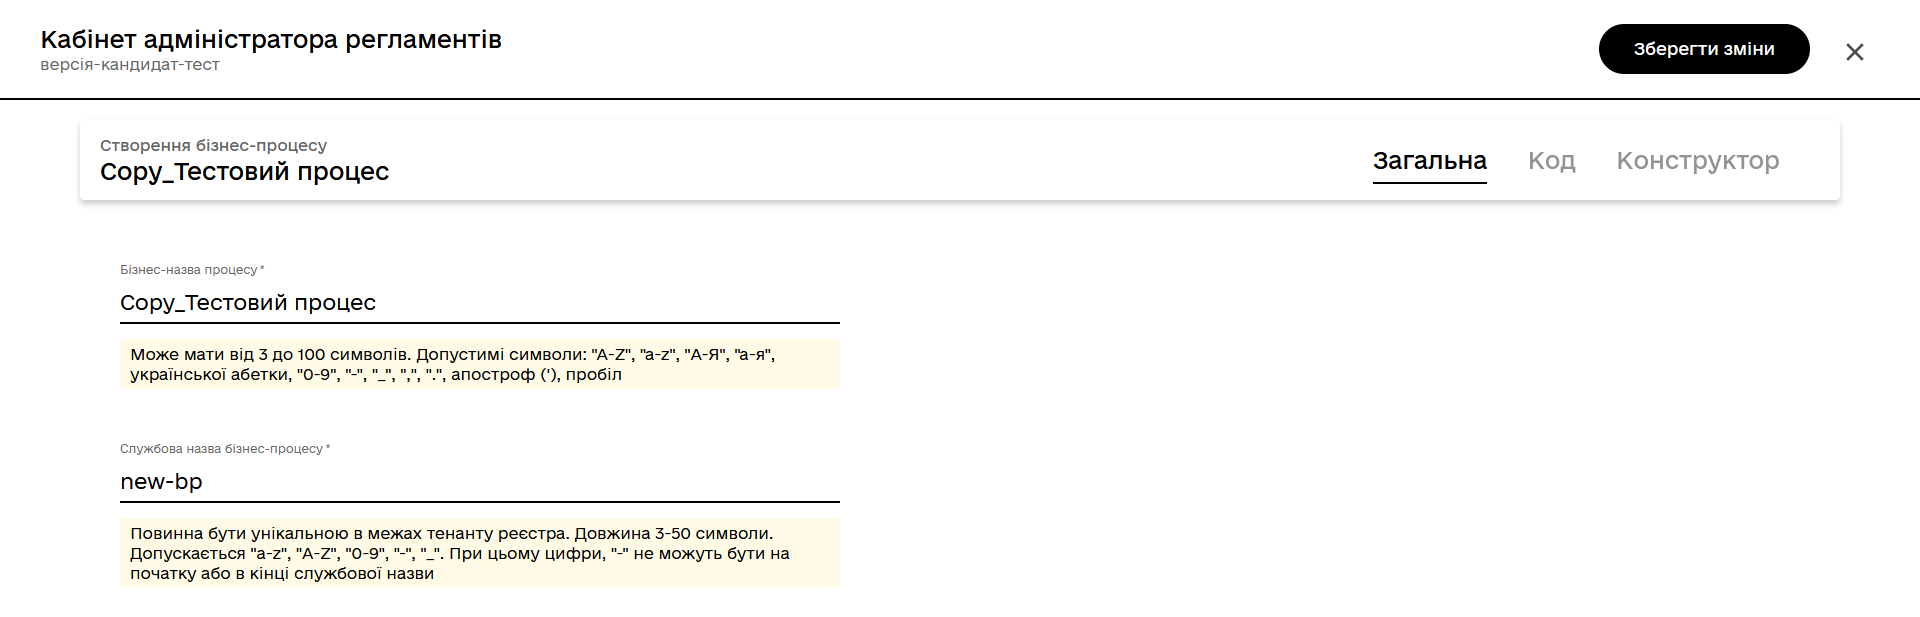 Кабінет адміністратора регламентів
версія-кандидат-тест
Зберегти зміни
Створення бізнес-процесу
Copy_Тестовий процес
Загальна
Код
Конструктор
Бізнес-назва процесу*
Copy_Тестовий процес
Може мати від 3 до 100 символів. Допустимі символи: "A-Z", "a-z", "А-Я", "а-я",
української абетки, "0-9", "-", "_", ",", ".", апостроф ('), пробіл
Службова назва бізнес-процесу*
new-bp
Повинна бути унікальною в межах тенанту реєстра. Довжина 3-50 символи.
Допускається "a-z", "A-Z", "0-9", "-", "_". При цьому цифри, "-" не можуть бути на
початку або в кінці службової назви